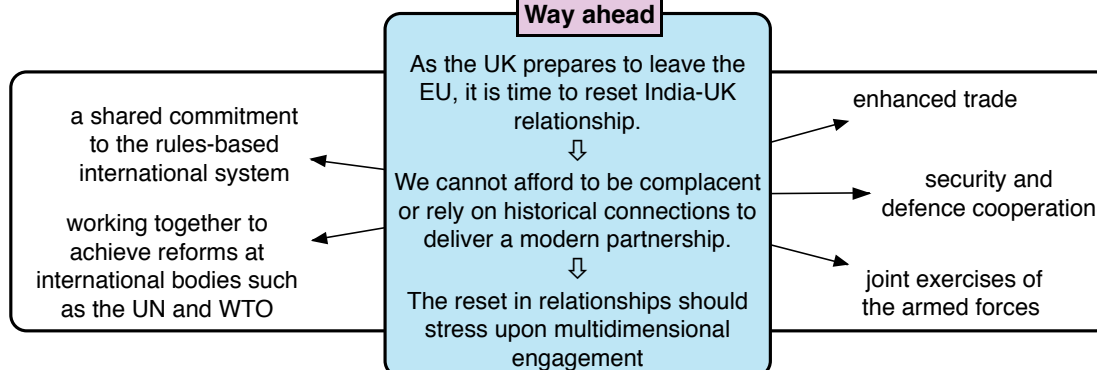 Way ahead
As the UK prepares to leave the
EU, it is time to reset India-UK
relationship.
We cannot afford to be complacent
or rely on historical connections to
deliver a modern partnership.
The reset in relationships should
stress upon multidimensional
engagement
a shared commitment
to the rules-based
international system
working together to
achieve reforms at
international bodies such
as the UN and WTO
enhanced trade
security and
defence cooperation
joint exercises of
the armed forces